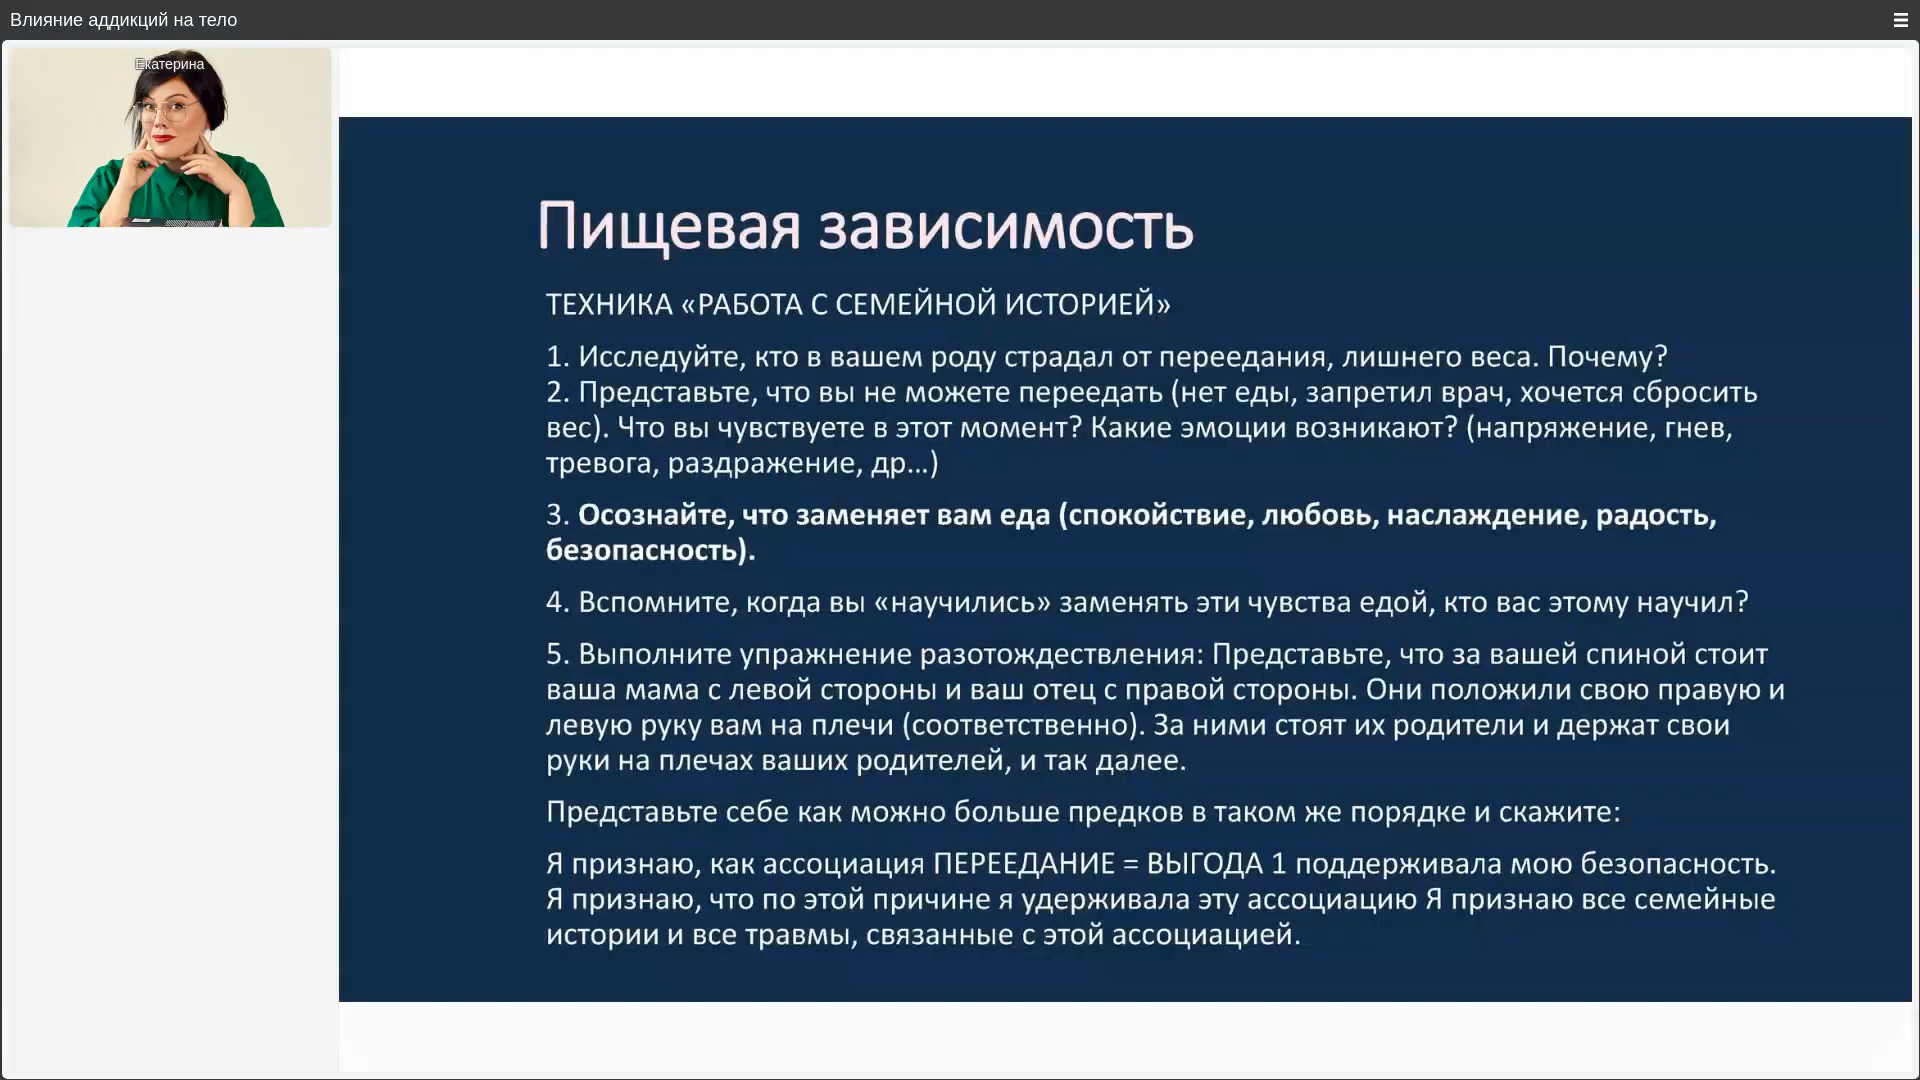 Влияние аддикций на тело
Екатерина
Пищевая зависимость
ТЕХНИКА «РАБОТА С СЕМЕЙНОЙ ИСТОРИЕЙ»
1. Исследуйте, кто в вашем роду страдал от переедания, лишнего веса. Почему?
2. Представьте, что вы не можете переедать (нет еды, запретил врач, хочется сбросить
вес). Что вы чувствуете в этот момент? Какие эмоции возникают? (напряжение, гнев,
тревога, раздражение, др...)
3. Осознайте, что заменяет вам еда (спокойствие, любовь, наслаждение, радость,
безопасность).
4. Вспомните, когда вы «научились» заменять эти чувства едой, кто вас этому научил?
5. Выполните упражнение разотождествления: Представьте, что за вашей спиной стоит
ваша мама с левой стороны и ваш отец с правой стороны. Они положили свою правую и
левую руку вам на плечи (соответственно). За ними стоят их родители и держат свои
руки на плечах ваших родителей, и так далее.
Представьте себе как можно больше предков в таком же порядке и скажите:
Я признаю, как ассоциация ПЕРЕЕДАНИЕ = ВЫГОДА 1 поддерживала мою безопасность.
Я признаю, что по этой причине я удерживала эту ассоциацию Я признаю все семейные
истории и все травмы, связанные с этой ассоциацией.